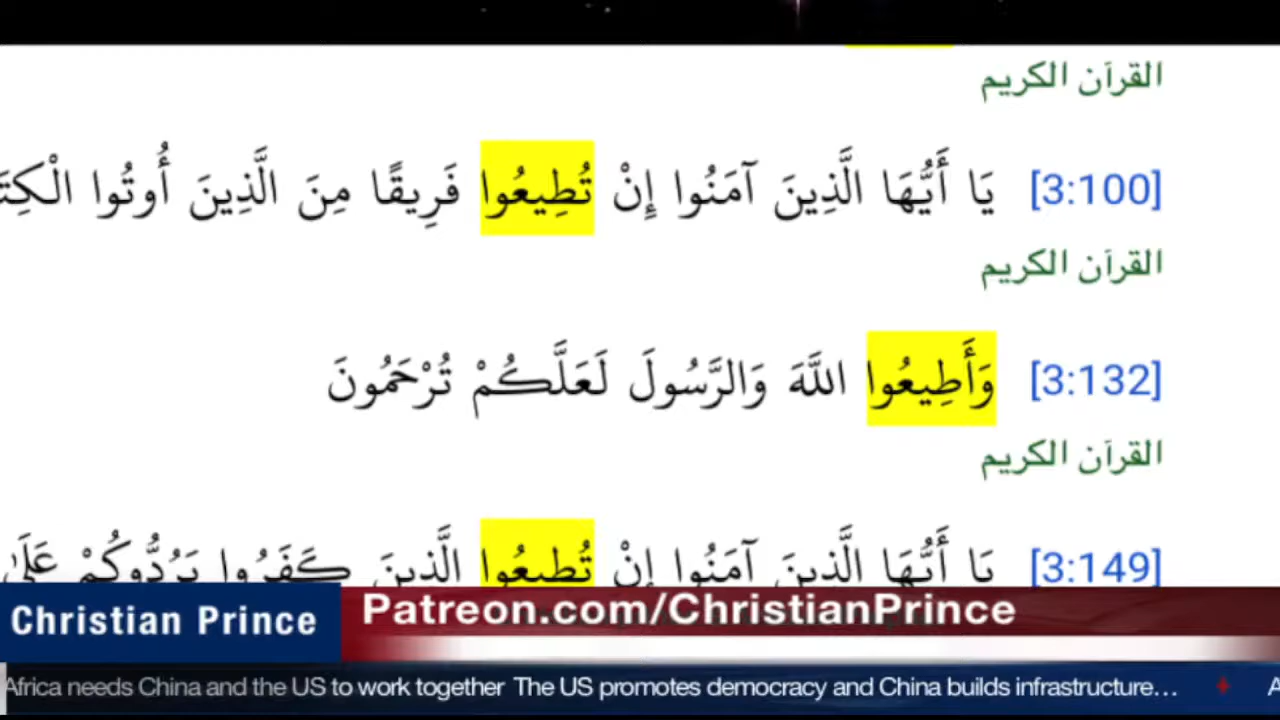 القرآن الكريم
[3:100] يَا أَيُّهَا الَّذِينَ آمَنُوا إِنْ تُطِيعُوا فَرِيقًا مِنَ الَّذِينَ أُوتُوا
القرآن الكريم
[3:132] وَأَطِيعُوا اللَّهَ وَالرَّسُولَ لَعَلَّكُمْ تُرْحَمُونَ
القرآن الكريم
[3:149] يَا أَيُّهَا الَّذِينَ آمَنُوا إِنْ تُطِيعُوا الَّذِينَ كَفَرُوا يَرُدُّوكُمْ عَلَىٰ
Christian Prince
Patreon.com/ChristianPrince
Africa needs China and the US to work together The US promotes democracy and China builds infrastructure…